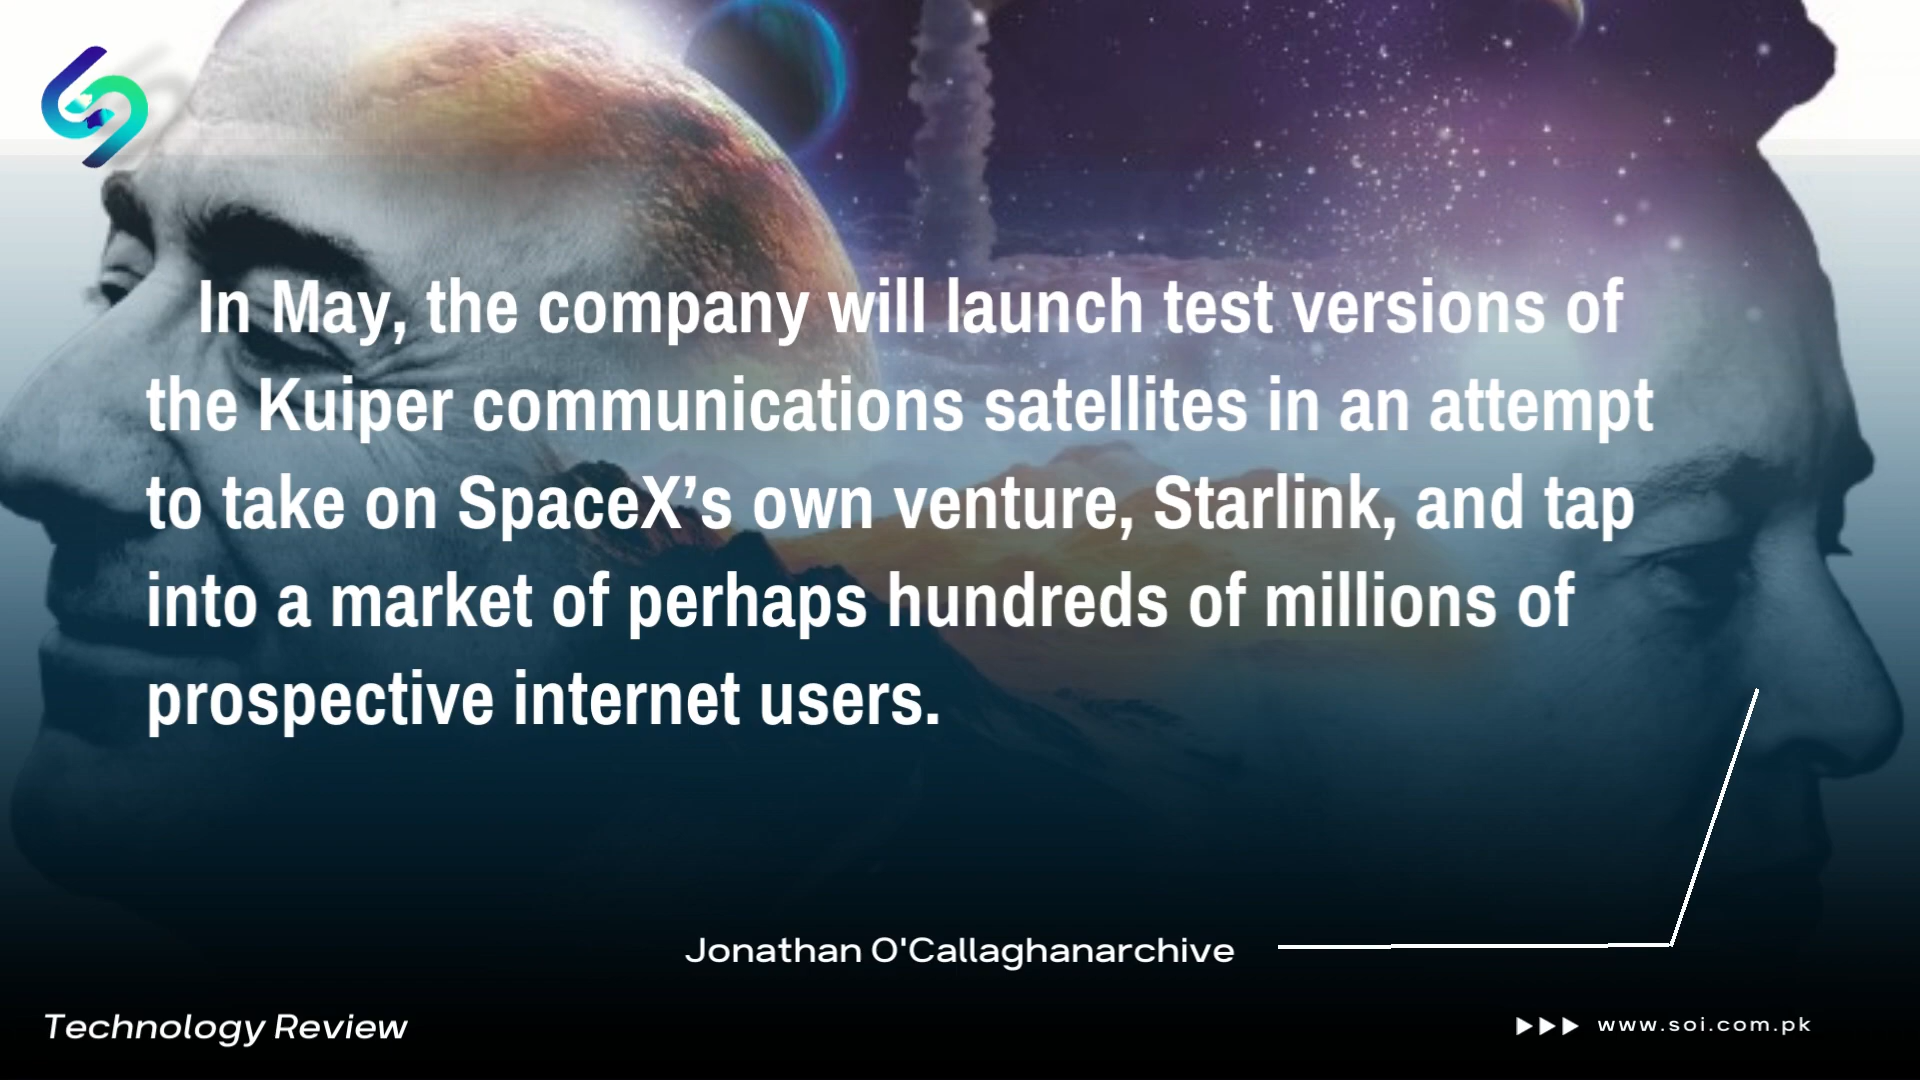 In May, the company will launch test versions of
the Kuiper communications satellites in an attempt
to take on SpaceX’s own venture, Starlink, and tap
into a market of perhaps hundreds of millions of
prospective internet users.
Jonathan O'Callaghanarchive
Technology Review
www.soi.com.pk